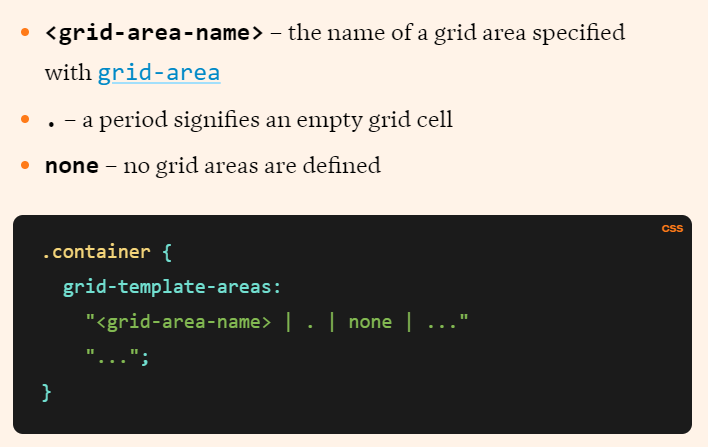 <grid-area-name> – the name of a grid area specified
with grid-area
. – a period signifies an empty grid cell
none – no grid areas are defined
CSS
.container {
  grid-template-areas:
    "<grid-area-name> | . | none | ..."
    "...";
}